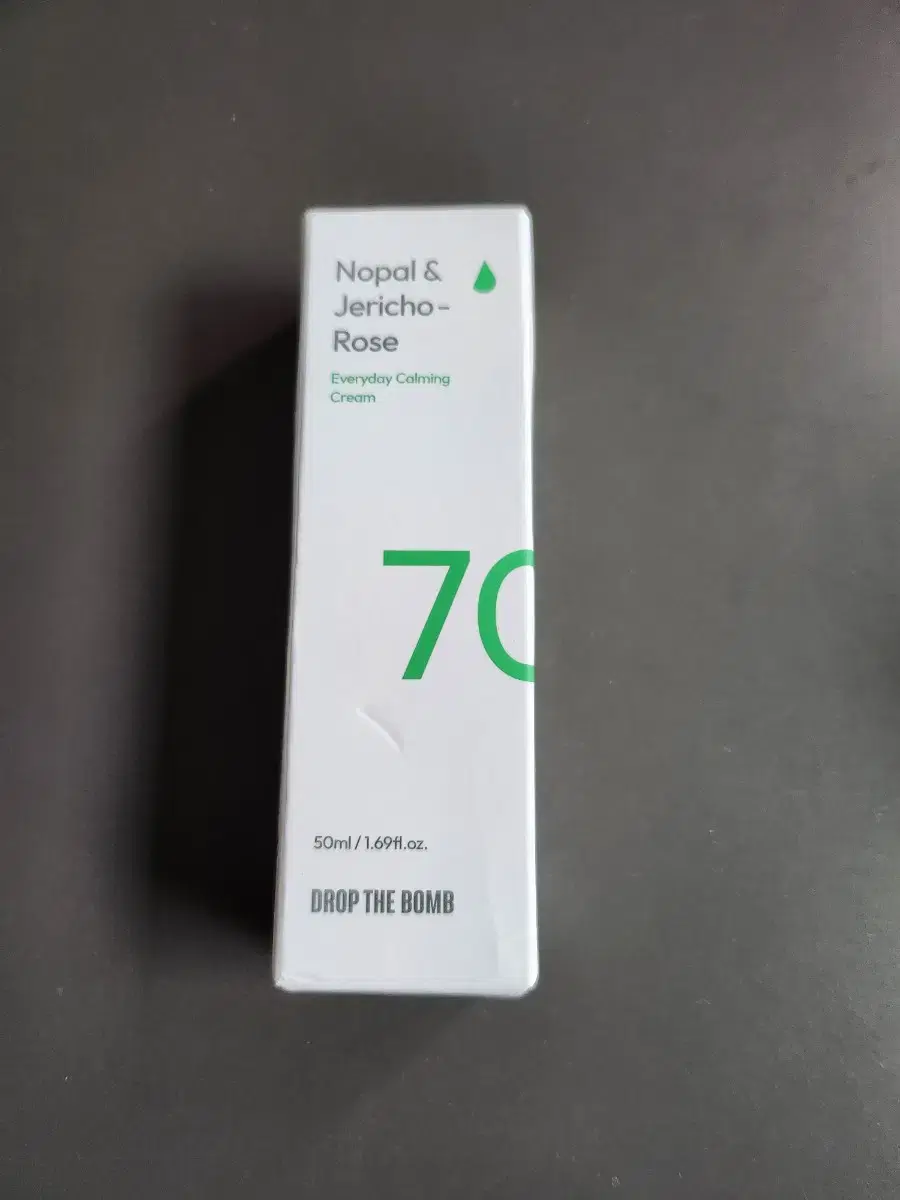 Nopal &
Jericho-
Rose
Everyday Calming
Cream
70
50ml / 1.69fl.oz.
DROP THE BOMB